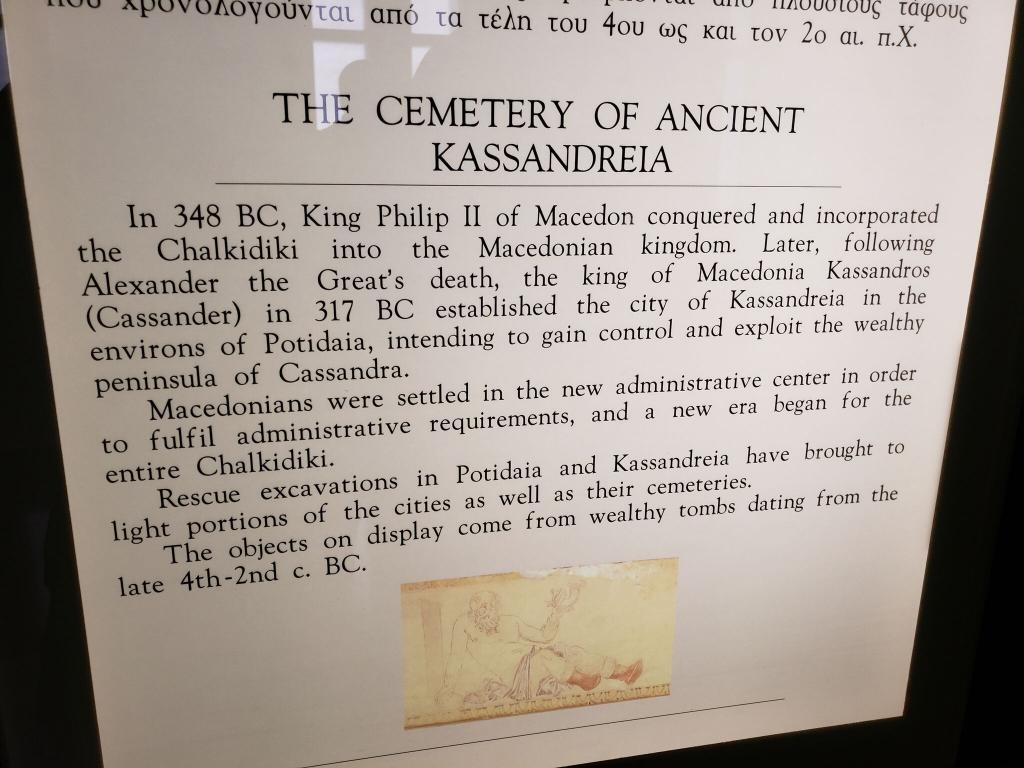 που χρονολογούνται από τα τέλη του 4ου ως και τον 2ο αι. π.Χ.
THE CEMETERY OF ANCIENT
KASSANDREIA
In 348 BC, King Philip II of Macedon conquered and incorporated
the Chalkidiki into the Macedonian kingdom. Later, following
Alexander the Great's death, the king of Macedonia Kassandros
(Cassander) in 317 BC established the city of Kassandreia in the
environs of Potidaia, intending to gain control and exploit the wealthy
peninsula of Cassandra.
Macedonians were settled in the new administrative center in order
to fulfil administrative requirements, and a new era began for the
entire Chalkidiki.
Rescue excavations in Potidaia and Kassandreia have brought to
light portions of the cities as well as their cemeteries.
The objects on display come from wealthy tombs dating from the
late 4th-2nd c. BC.